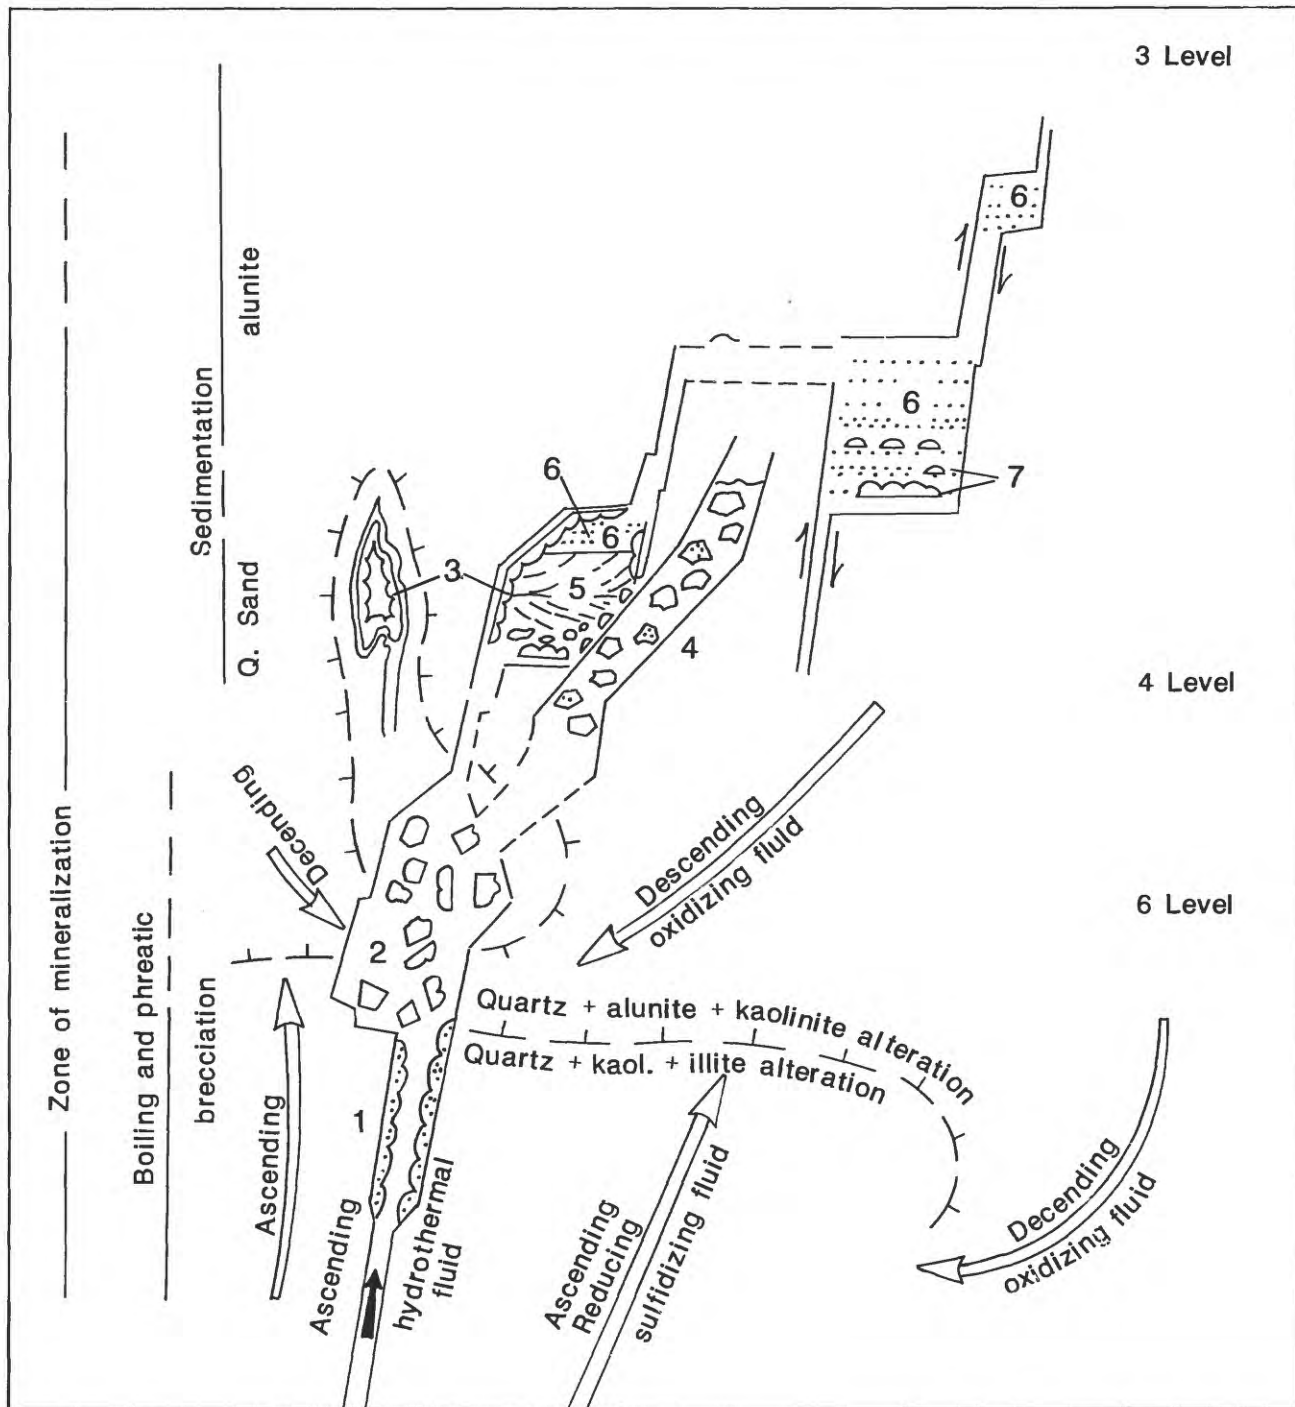 3 Level
6
alunite
6
Sedimentation
6
6
7
3
5
Q. Sand
4
4 Level
Decending
Descending
oxidizing fluid
6 Level
2
Zone of mineralization
Boiling and phreatic
brecciation
Quartz + alunite + kaolinite alteration
Quartz + kaol. + illite alteration
1
Ascending
Ascending
hydrothermal
fluid
Ascending
Reducing
sulfidizing fluid
Decending
oxidizing fluid